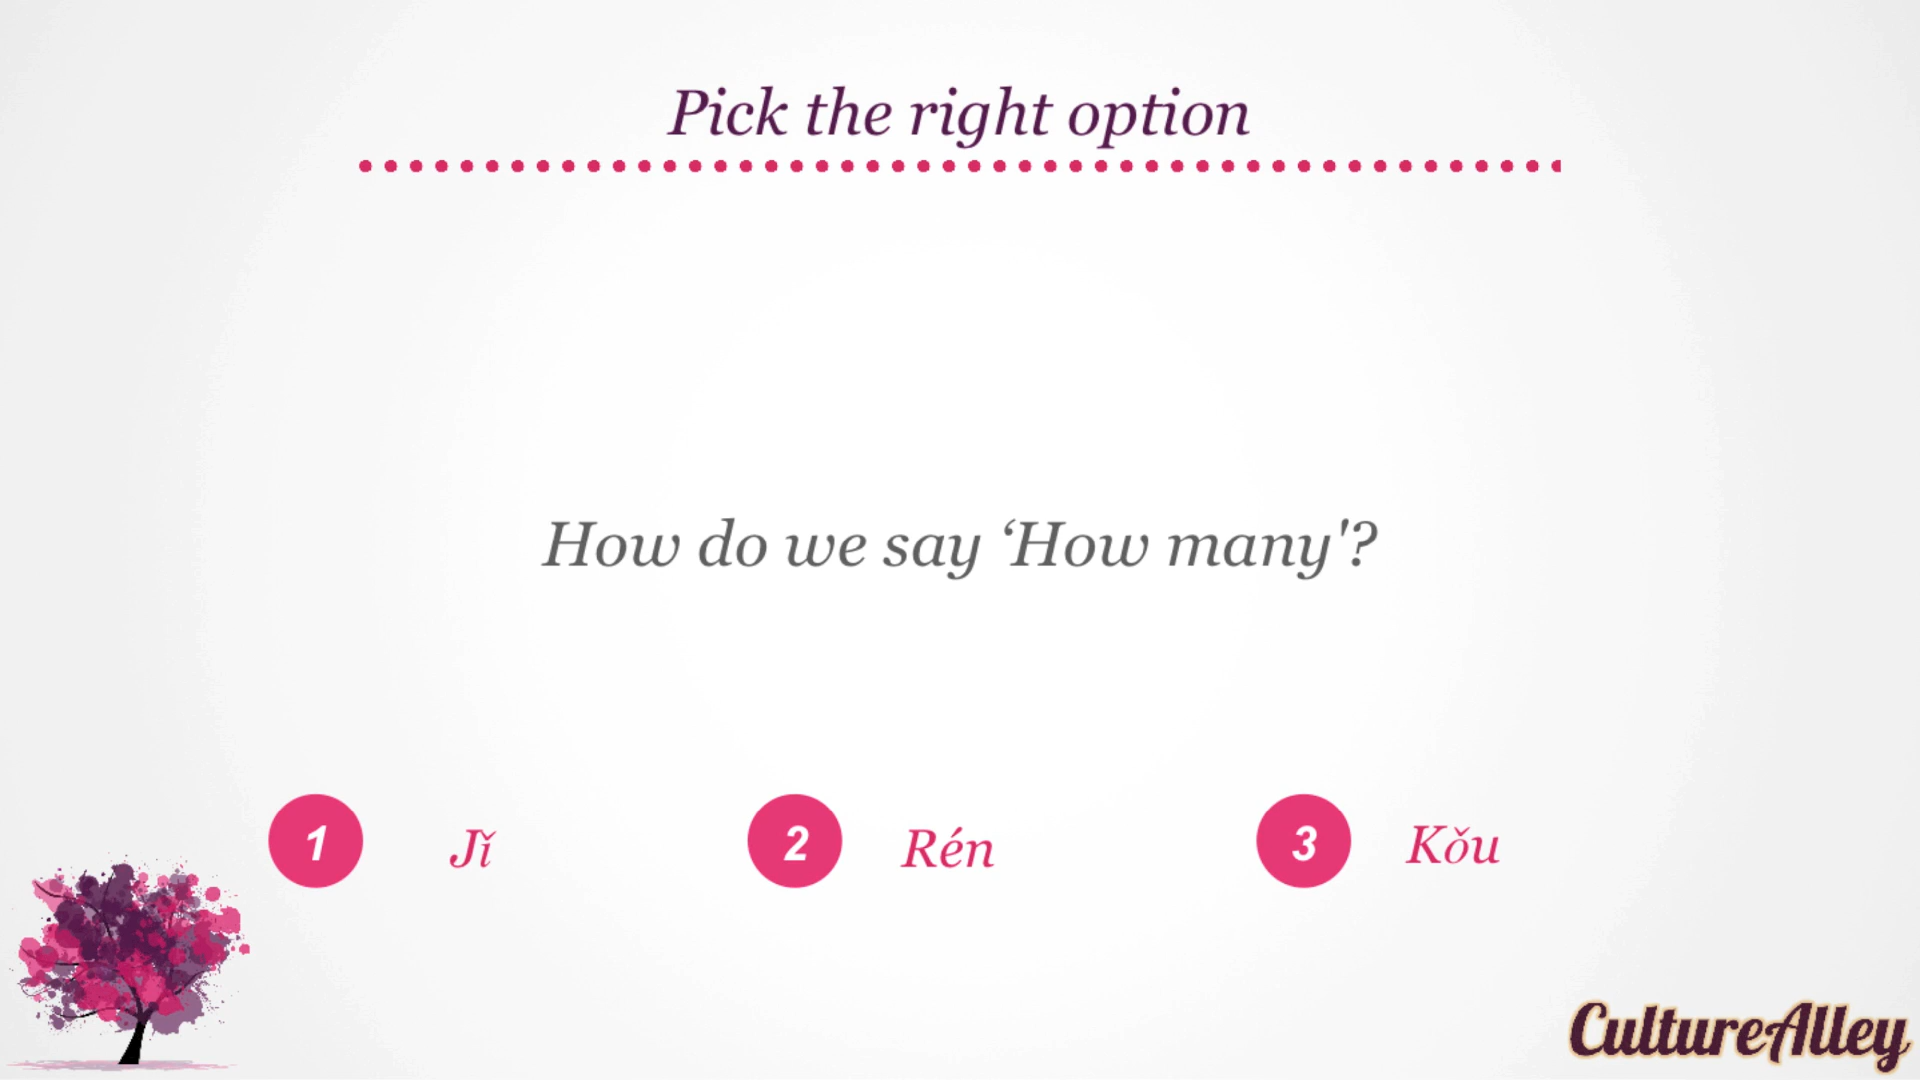 Pick the right option
How do we say ‘How many'?
1 Jǐ 2 Rén 3 Kǒu
CultureAlley